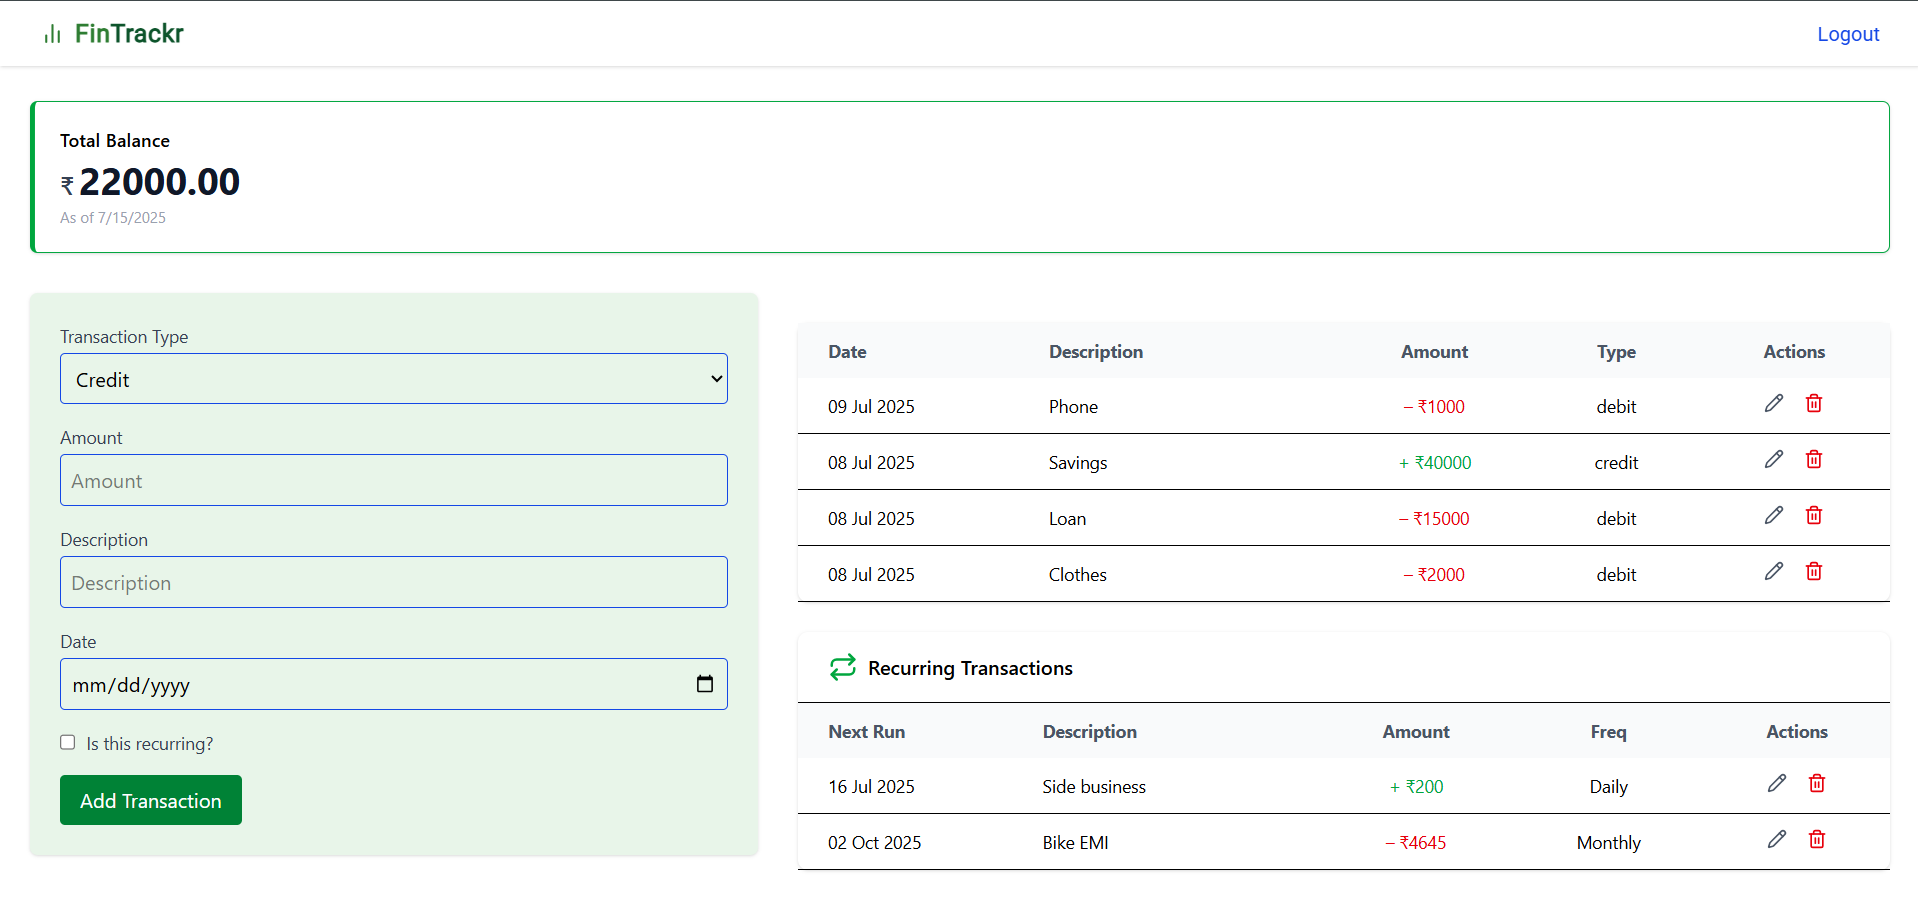 FinTrackr
Logout
Total Balance
₹ 22000.00
As of 7/15/2025
Transaction Type
Credit
Amount
Amount
Description
Description
Date
mm/dd/yyyy
Is this recurring?
Add Transaction
Date Description Amount Type Actions
09 Jul 2025 Phone – ₹1000 debit
08 Jul 2025 Savings + ₹40000 credit
08 Jul 2025 Loan – ₹15000 debit
08 Jul 2025 Clothes – ₹2000 debit
Recurring Transactions
Next Run Description Amount Freq Actions
16 Jul 2025 Side business + ₹200 Daily
02 Oct 2025 Bike EMI – ₹4645 Monthly